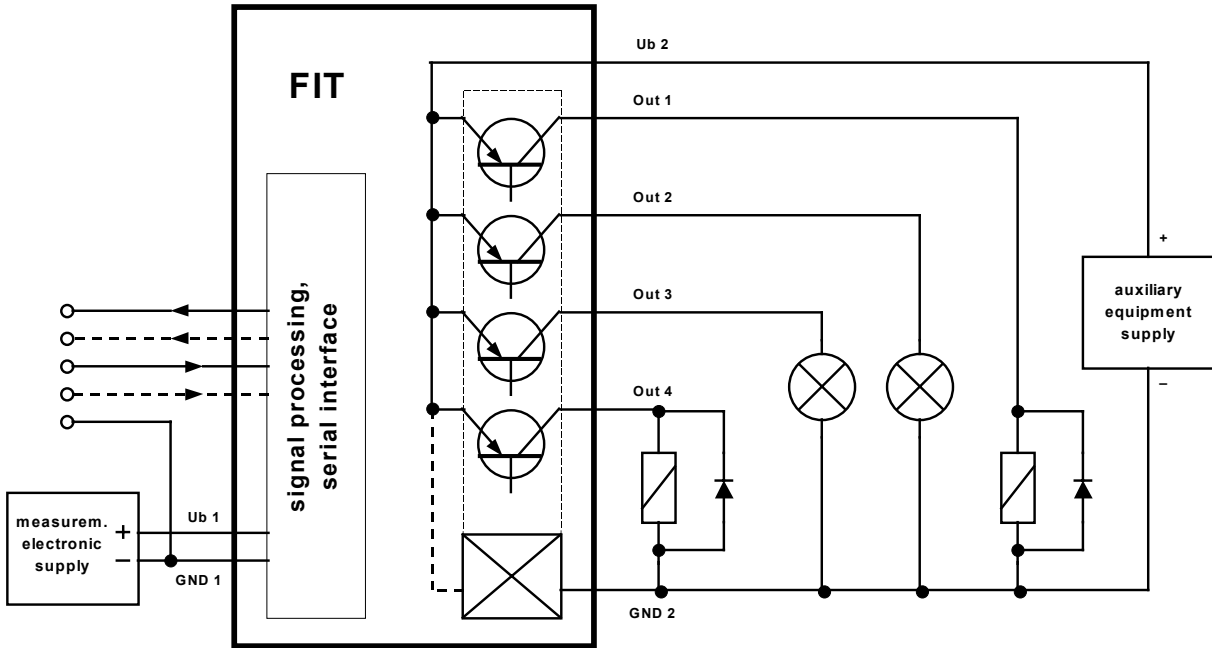 FIT
Ub 2
Out 1
Out 2
Out 3
Out 4
+
auxiliary
equipment
supply
–
signal processing,
serial interface
measurem.
electronic
supply
+
–
Ub 1
GND 1
GND 2